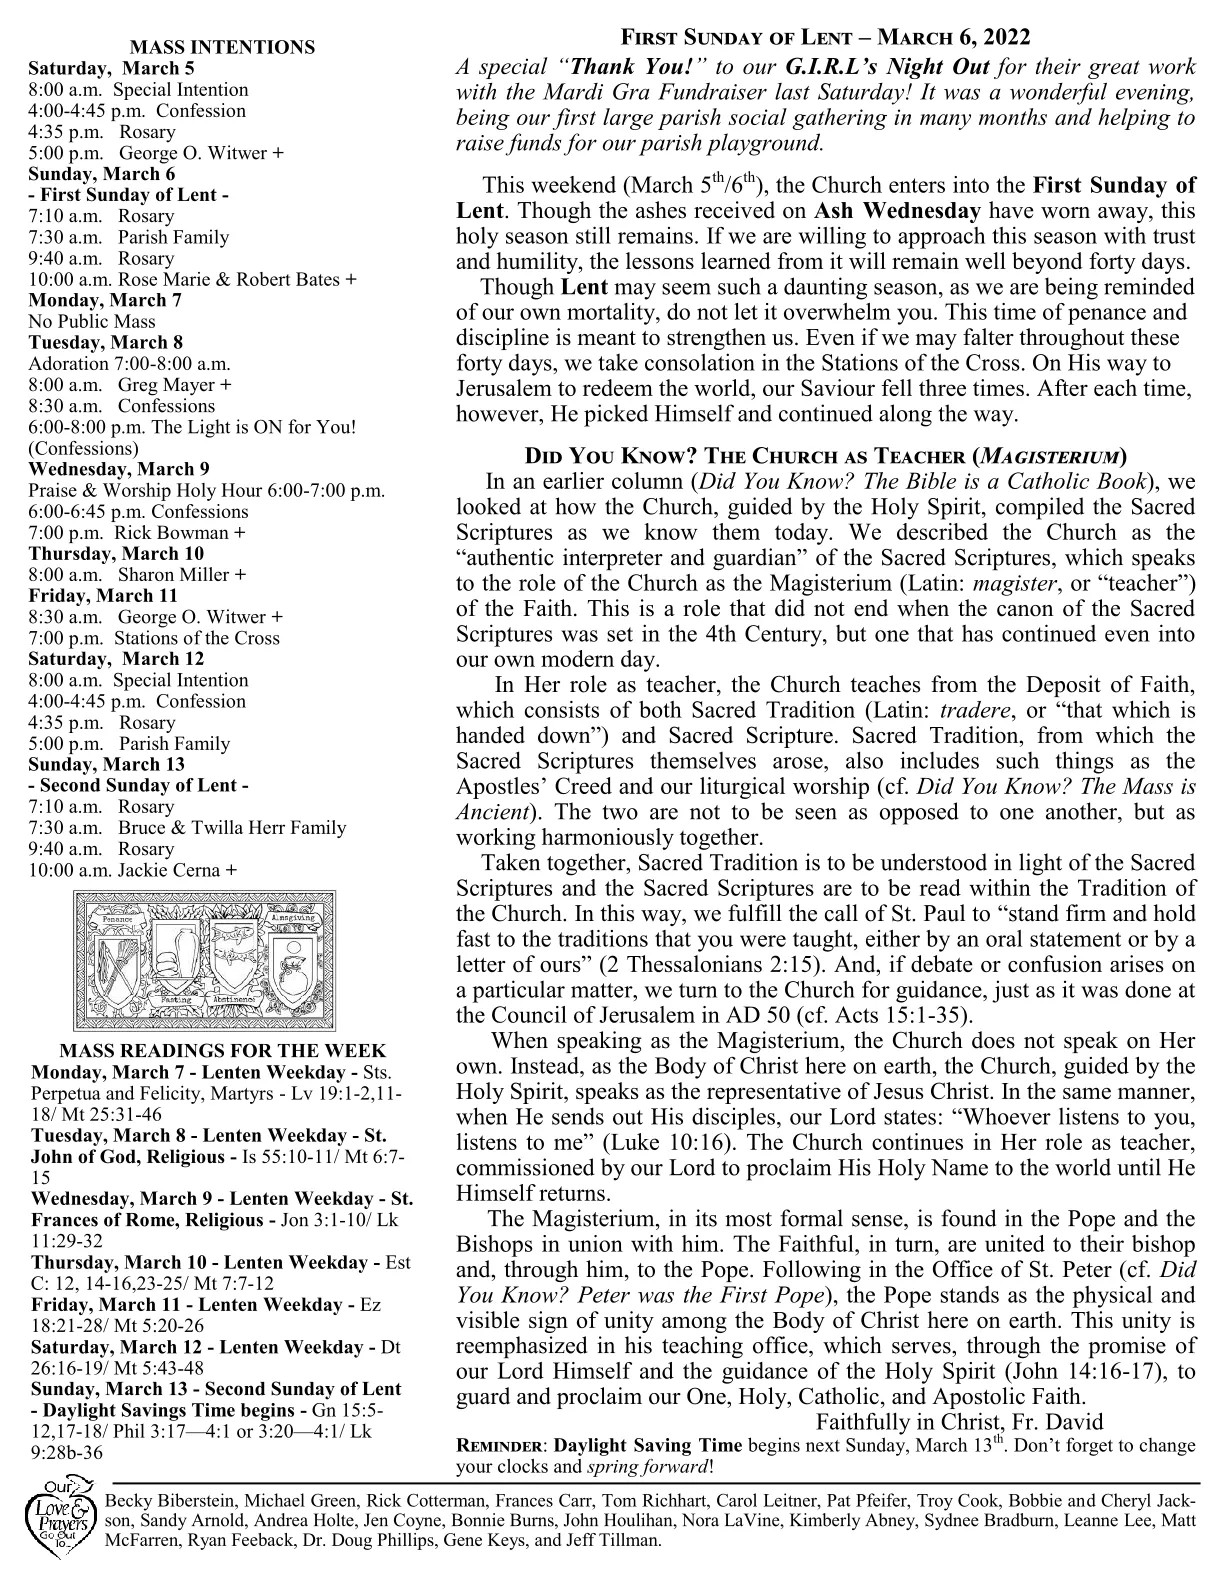 MASS INTENTIONS
Saturday,  March 5
8:00 a.m.  Special Intention
4:00-4:45 p.m.  Confession
4:35 p.m.   Rosary
5:00 p.m.   George O. Witwer +
Sunday, March 6
- First Sunday of Lent -
7:10 a.m.   Rosary
7:30 a.m.   Parish Family
9:40 a.m.   Rosary
10:00 a.m. Rose Marie & Robert Bates +
Monday, March 7
No Public Mass
Tuesday, March 8
Adoration 7:00-8:00 a.m.
8:00 a.m.   Greg Mayer +
8:30 a.m.   Confessions
6:00-8:00 p.m. The Light is ON for You!
(Confessions)
Wednesday, March 9
Praise & Worship Holy Hour 6:00-7:00 p.m.
6:00-6:45 p.m. Confessions
7:00 p.m.  Rick Bowman +
Thursday, March 10
8:00 a.m.   Sharon Miller +
Friday, March 11
8:30 a.m.   George O. Witwer +
7:00 p.m.  Stations of the Cross
Saturday,  March 12
8:00 a.m.  Special Intention
4:00-4:45 p.m.  Confession
4:35 p.m.   Rosary
5:00 p.m.   Parish Family
Sunday, March 13
- Second Sunday of Lent -
7:10 a.m.   Rosary
7:30 a.m.   Bruce & Twilla Herr Family
9:40 a.m.   Rosary
10:00 a.m. Jackie Cerna +
Penance
Almsgiving
Fasting
Abstinence
MASS READINGS FOR THE WEEK
Monday, March 7 - Lenten Weekday - Sts.
Perpetua and Felicity, Martyrs - Lv 19:1-2,11-
18/ Mt 25:31-46
Tuesday, March 8 - Lenten Weekday - St.
John of God, Religious - Is 55:10-11/ Mt 6:7-
15
Wednesday, March 9 - Lenten Weekday - St.
Frances of Rome, Religious - Jon 3:1-10/ Lk
11:29-32
Thursday, March 10 - Lenten Weekday - Est
C: 12, 14-16,23-25/ Mt 7:7-12
Friday, March 11 - Lenten Weekday - Ez
18:21-28/ Mt 5:20-26
Saturday, March 12 - Lenten Weekday - Dt
26:16-19/ Mt 5:43-48
Sunday, March 13 - Second Sunday of Lent
- Daylight Savings Time begins - Gn 15:5-
12,17-18/ Phil 3:17—4:1 or 3:20—4:1/ Lk
9:28b-36
First Sunday of Lent – March 6, 2022
A special “Thank You!” to our G.I.R.L’s Night Out for their great work
with the Mardi Gra Fundraiser last Saturday! It was a wonderful evening,
being our first large parish social gathering in many months and helping to
raise funds for our parish playground.
This weekend (March 5th/6th), the Church enters into the First Sunday of
Lent. Though the ashes received on Ash Wednesday have worn away, this
holy season still remains. If we are willing to approach this season with trust
and humility, the lessons learned from it will remain well beyond forty days.
Though Lent may seem such a daunting season, as we are being reminded
of our own mortality, do not let it overwhelm you. This time of penance and
discipline is meant to strengthen us. Even if we may falter throughout these
forty days, we take consolation in the Stations of the Cross. On His way to
Jerusalem to redeem the world, our Saviour fell three times. After each time,
however, He picked Himself and continued along the way.
Did You Know? The Church as Teacher (Magisterium)
In an earlier column (Did You Know? The Bible is a Catholic Book), we
looked at how the Church, guided by the Holy Spirit, compiled the Sacred
Scriptures as we know them today. We described the Church as the
“authentic interpreter and guardian” of the Sacred Scriptures, which speaks
to the role of the Church as the Magisterium (Latin: magister, or “teacher”)
of the Faith. This is a role that did not end when the canon of the Sacred
Scriptures was set in the 4th Century, but one that has continued even into
our own modern day.
In Her role as teacher, the Church teaches from the Deposit of Faith,
which consists of both Sacred Tradition (Latin: tradere, or “that which is
handed down”) and Sacred Scripture. Sacred Tradition, from which the
Sacred Scriptures themselves arose, also includes such things as the
Apostles’ Creed and our liturgical worship (cf. Did You Know? The Mass is
Ancient). The two are not to be seen as opposed to one another, but as
working harmoniously together.
Taken together, Sacred Tradition is to be understood in light of the Sacred
Scriptures and the Sacred Scriptures are to be read within the Tradition of
the Church. In this way, we fulfill the call of St. Paul to “stand firm and hold
fast to the traditions that you were taught, either by an oral statement or by a
letter of ours” (2 Thessalonians 2:15). And, if debate or confusion arises on
a particular matter, we turn to the Church for guidance, just as it was done at
the Council of Jerusalem in AD 50 (cf. Acts 15:1-35).
When speaking as the Magisterium, the Church does not speak on Her
own. Instead, as the Body of Christ here on earth, the Church, guided by the
Holy Spirit, speaks as the representative of Jesus Christ. In the same manner,
when He sends out His disciples, our Lord states: “Whoever listens to you,
listens to me” (Luke 10:16). The Church continues in Her role as teacher,
commissioned by our Lord to proclaim His Holy Name to the world until He
Himself returns.
The Magisterium, in its most formal sense, is found in the Pope and the
Bishops in union with him. The Faithful, in turn, are united to their bishop
and, through him, to the Pope. Following in the Office of St. Peter (cf. Did
You Know? Peter was the First Pope), the Pope stands as the physical and
visible sign of unity among the Body of Christ here on earth. This unity is
reemphasized in his teaching office, which serves, through the promise of
our Lord Himself and the guidance of the Holy Spirit (John 14:16-17), to
guard and proclaim our One, Holy, Catholic, and Apostolic Faith.
Faithfully in Christ, Fr. David
Reminder: Daylight Saving Time begins next Sunday, March 13th. Don’t forget to change
your clocks and spring forward!
Our
Love &
Prayers
Go Out
To...
Becky Biberstein, Michael Green, Rick Cotterman, Frances Carr, Tom Richhart, Carol Leitner, Pat Pfeifer, Troy Cook, Bobbie and Cheryl Jack-
son, Sandy Arnold, Andrea Holte, Jen Coyne, Bonnie Burns, John Houlihan, Nora LaVine, Kimberly Abney, Sydnee Bradburn, Leanne Lee, Matt
McFarren, Ryan Feeback, Dr. Doug Phillips, Gene Keys, and Jeff Tillman.